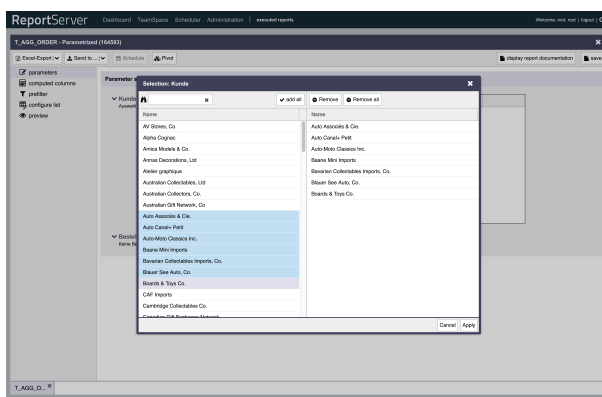 ReportServer Dashboard TeamSpace Scheduler Administration | executed reports Welcome, root, root | logout |
T_AGG_ORDER - Parametrized (164593)
Excel-Export Send to ... Schedule Pivot display report documentation save
parameters
computed columns
prefilter
configure list
preview
Parameter s
Kunde
Auswahl
Bestel
Keine Be
Selection: Kunde
add all Remove Remove all
Name Name
AV Stores, Co. Auto Associés & Cie.
Alpha Cognac Auto Canal+ Petit
Amica Models & Co. Auto-Moto Classics Inc.
Annas Decorations, Ltd Baane Mini Imports
Atelier graphique Bavarian Collectables Imports, Co.
Australian Collectables, Ltd Blauer See Auto, Co.
Australian Collectors, Co. Boards & Toys Co.
Australian Gift Network, Co
Auto Associés & Cie.
Auto Canal+ Petit
Auto-Moto Classics Inc.
Baane Mini Imports
Bavarian Collectables Imports, Co.
Blauer See Auto, Co.
Boards & Toys Co.
CAF Imports
Cambridge Collectables Co.
Canadian Gift Exchange Network
Cancel Apply
T_AGG_O...